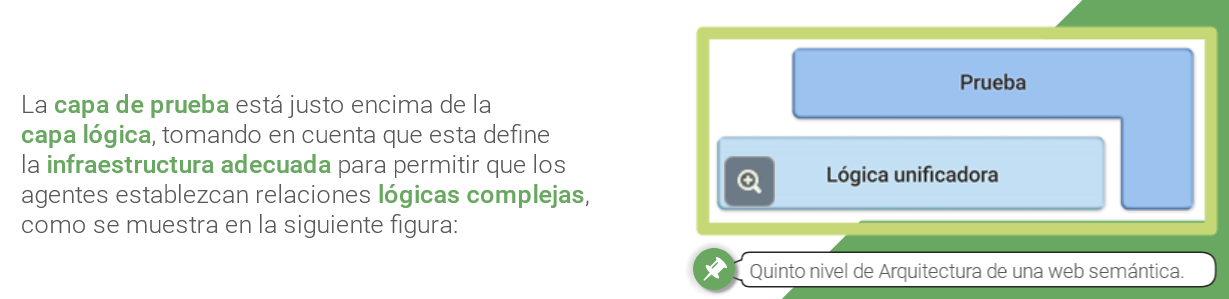 La capa de prueba está justo encima de la
capa lógica, tomando en cuenta que esta define
la infraestructura adecuada para permitir que los
agentes establezcan relaciones lógicas complejas,
como se muestra en la siguiente figura:
Prueba
Lógica unificadora
Quinto nivel de Arquitectura de una web semántica.